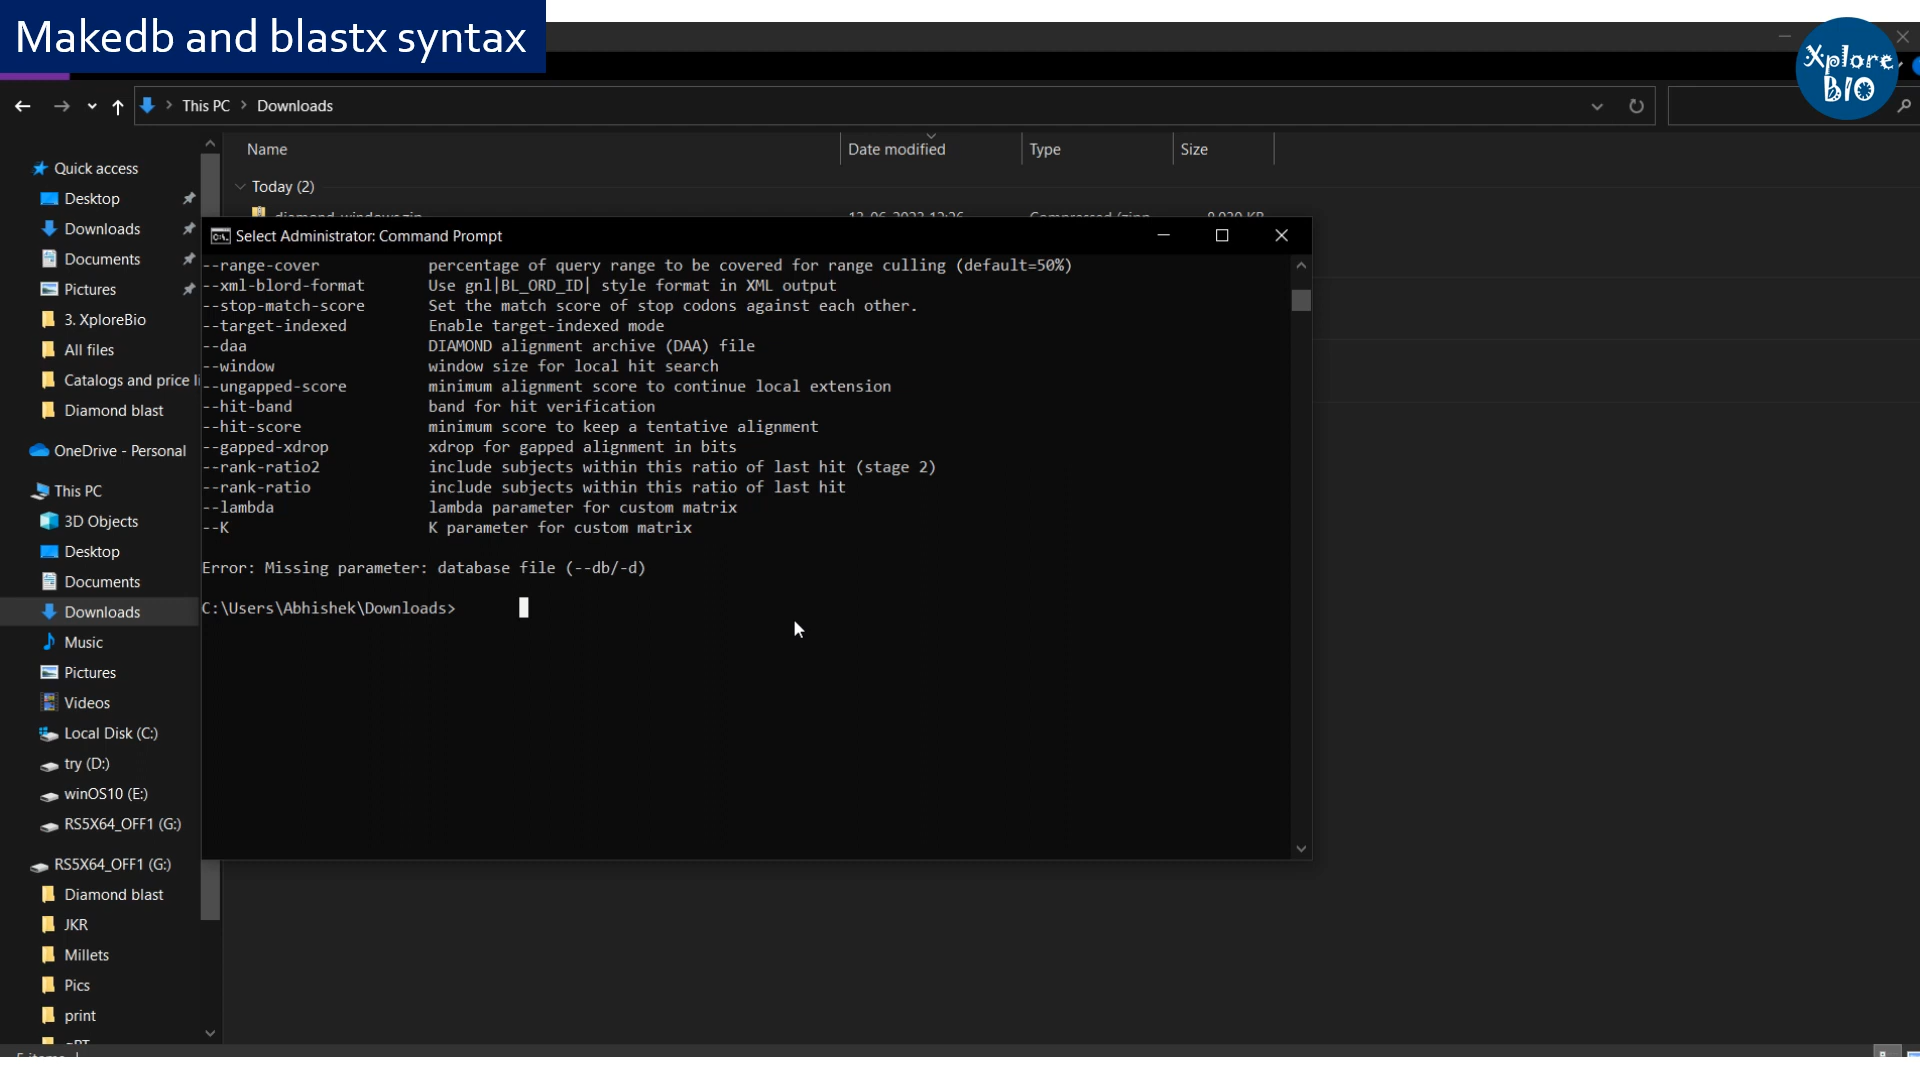 Makedb and blastx syntax
Xplore
BIO
This PC > Downloads
Name Date modified Type Size
Today (2)
Quick access
Desktop
Downloads
Documents
Pictures
3. XploreBio
All files
Catalogs and price li
Diamond blast
OneDrive - Personal
This PC
3D Objects
Desktop
Documents
Downloads
Music
Pictures
Videos
Local Disk (C:)
try (D:)
winOS10 (E:)
RS5X64_OFF1 (G:)
RS5X64_OFF1 (G:)
Diamond blast
JKR
Millets
Pics
print
Select Administrator: Command Prompt
--range-cover percentage of query range to be covered for range culling (default=50%)
--xml-blord-format Use gnl|BL_ORD_ID| style format in XML output
--stop-match-score Set the match score of stop codons against each other.
--target-indexed Enable target-indexed mode
--daa DIAMOND alignment archive (DAA) file
--window window size for local hit search
--ungapped-score minimum alignment score to continue local extension
--hit-band band for hit verification
--hit-score minimum score to keep a tentative alignment
--gapped-xdrop xdrop for gapped alignment in bits
--rank-ratio2 include subjects within this ratio of last hit (stage 2)
--rank-ratio include subjects within this ratio of last hit
--lambda lambda parameter for custom matrix
--K K parameter for custom matrix
Error: Missing parameter: database file (--db/-d)
C:\Users\Abhishek\Downloads>